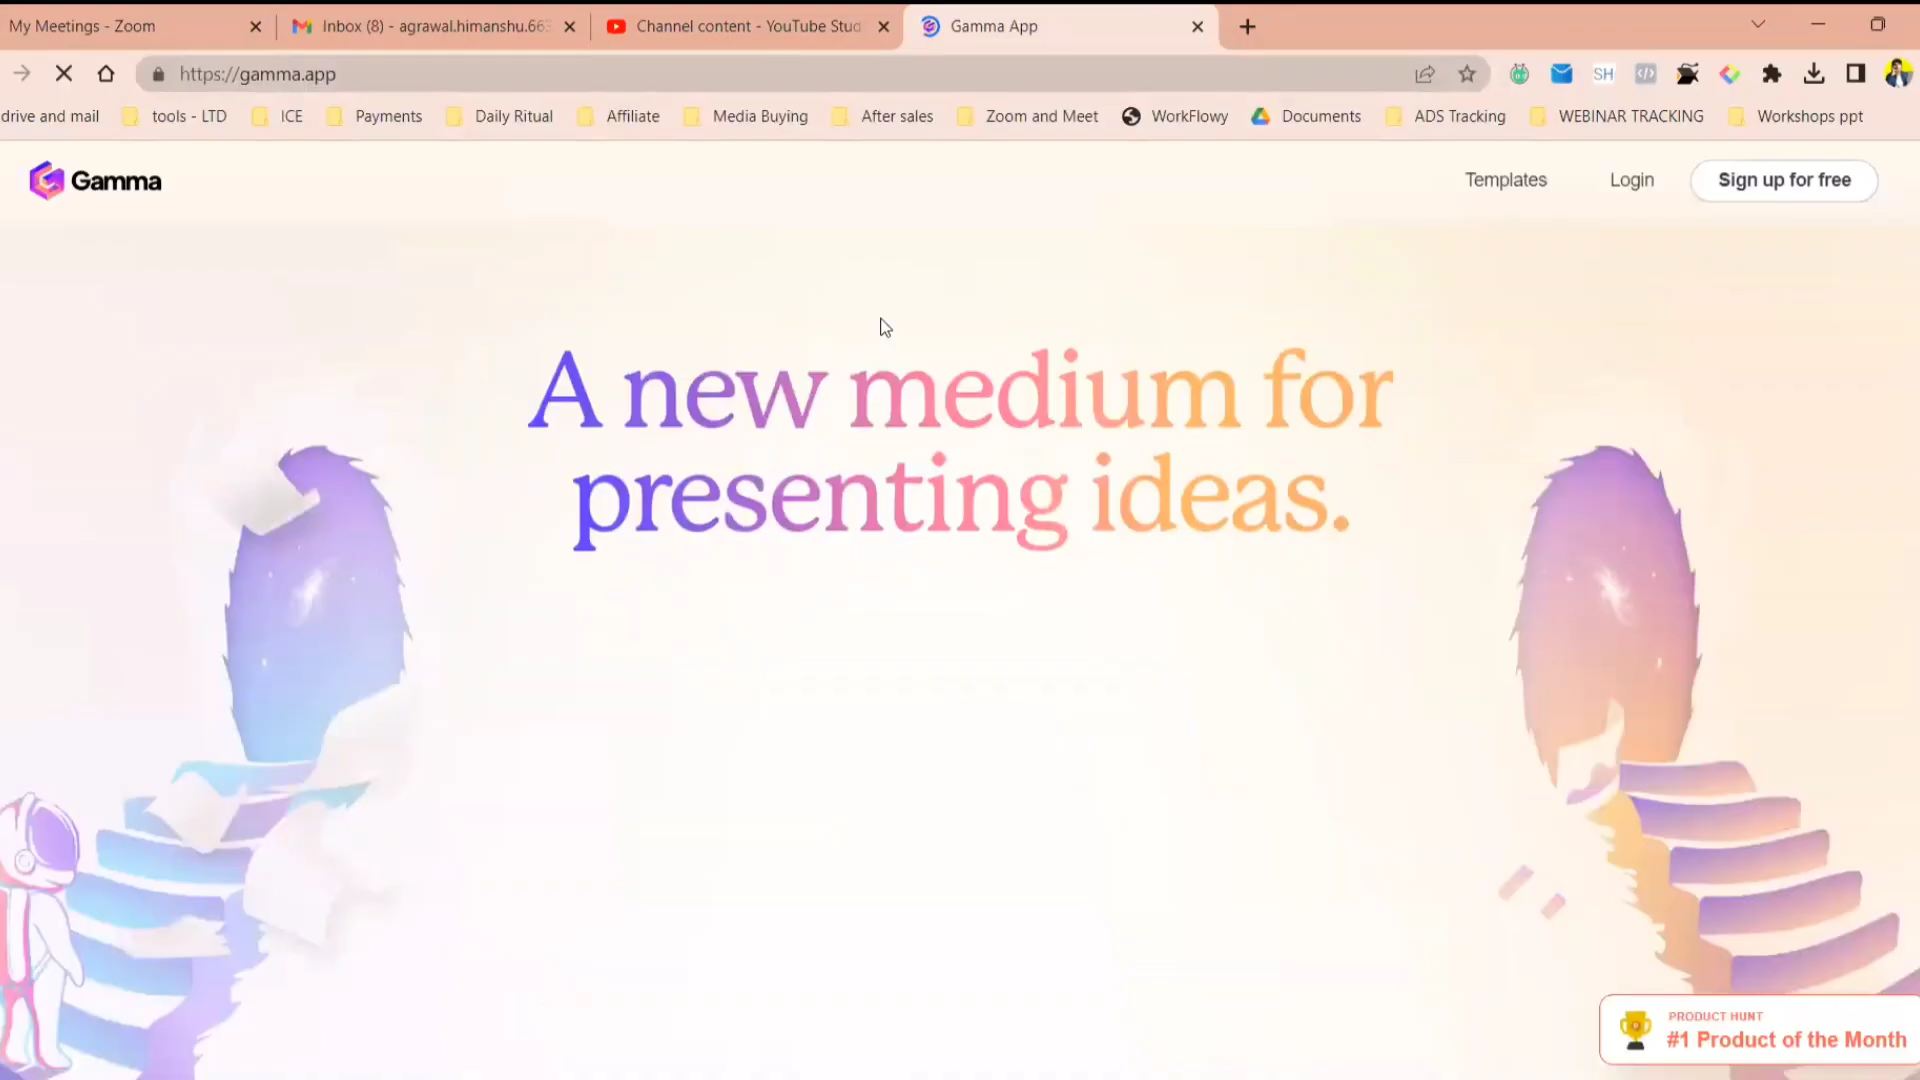 My Meetings - Zoom
Inbox (8) - agrawal.himanshu.663
Channel content - YouTube Stud
Gamma App
https://gamma.app
SH
drive and mail
tools - LTD
ICE
Payments
Daily Ritual
Affiliate
Media Buying
After sales
Zoom and Meet
WorkFlowy
Documents
ADS Tracking
WEBINAR TRACKING
Workshops ppt
Gamma
Templates
Login
Sign up for free
A new medium for
presenting ideas.
PRODUCT HUNT
#1 Product of the Month